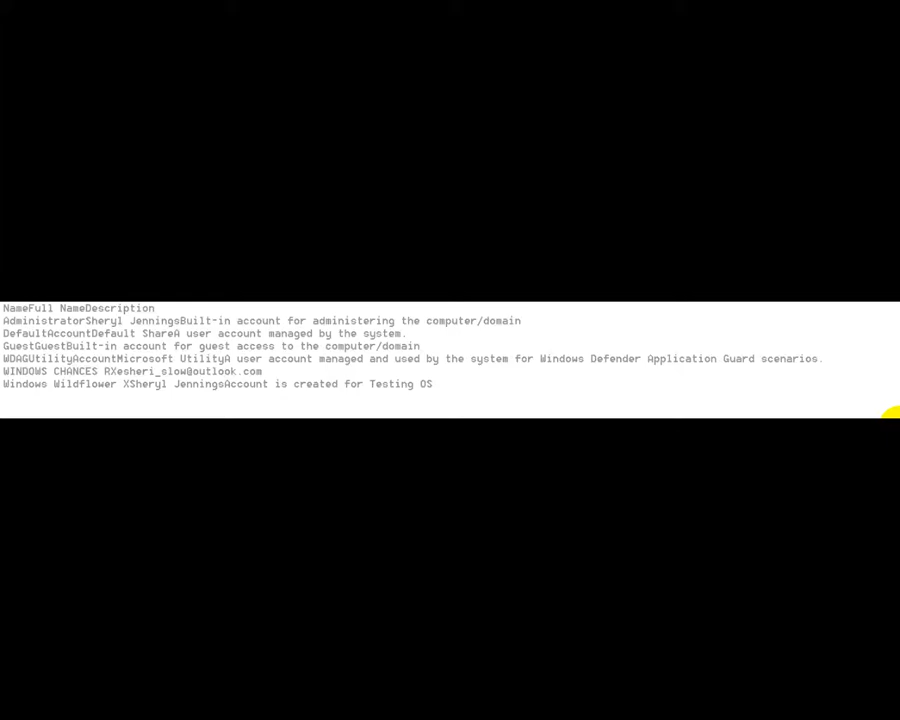 NameFull NameDescription
AdministratorSheryl JenningsBuilt-in account for administering the computer/domain
DefaultAccountDefault ShareA user account managed by the system.
GuestGuestBuilt-in account for guest access to the computer/domain
WDAGUtilityAccountMicrosoft UtilityA user account managed and used by the system for Windows Defender Application Guard scenarios.
WINDOWS CHANCES RXesheri_slow@outlook.com
Windows Wildflower XSheryl JenningsAccount is created for Testing OS